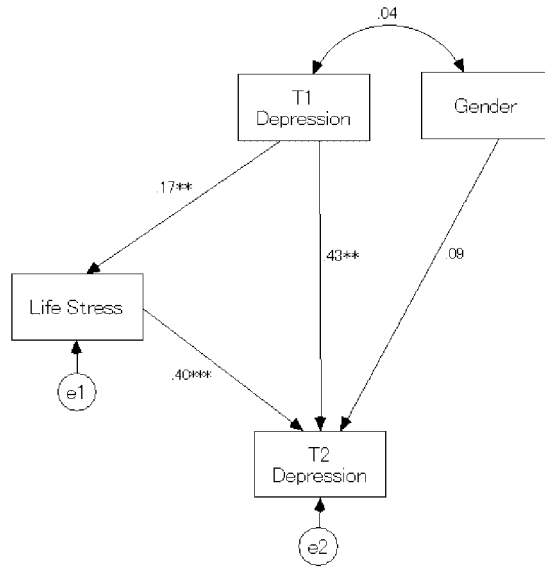 .04
T1
Depression
Gender
.17**
.43**
.09
Life Stress
.40***
e1
T2
Depression
e2